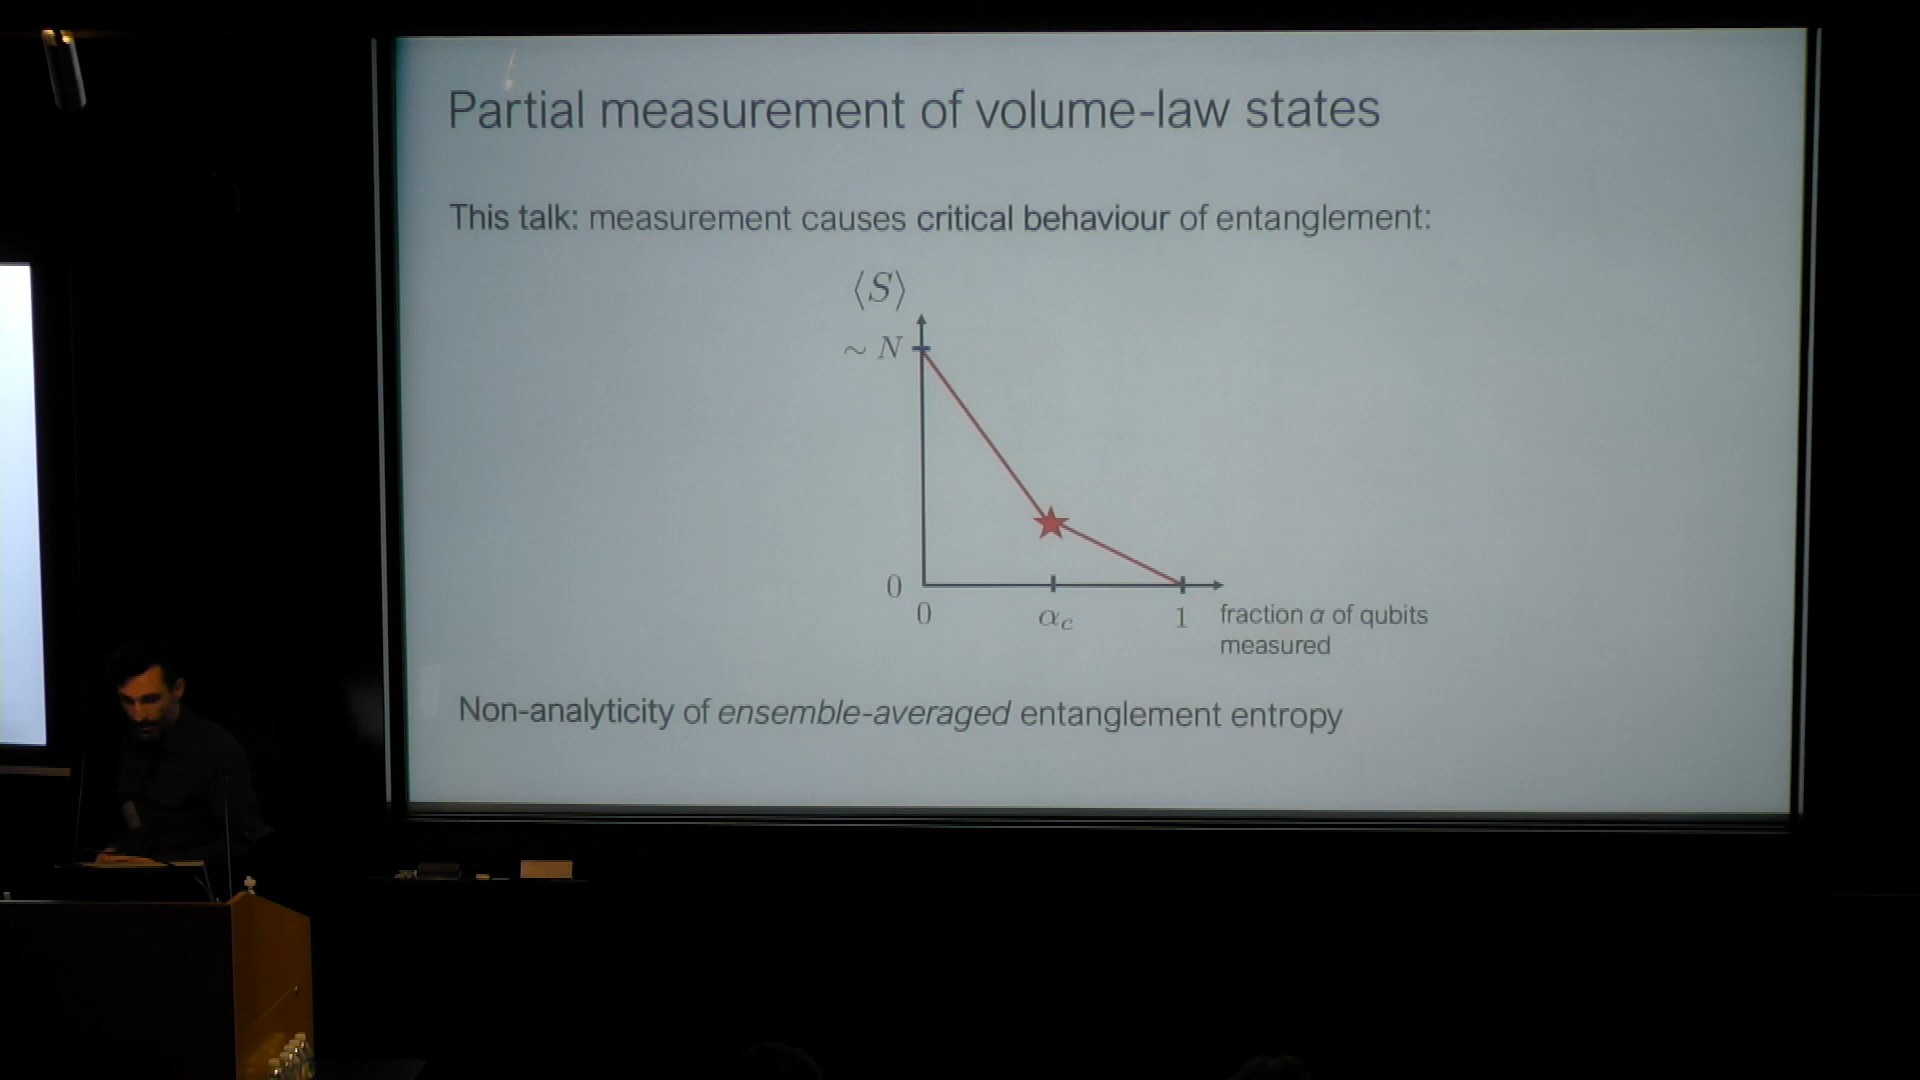 Partial measurement of volume-law states
This talk: measurement causes critical behaviour of entanglement:
⟨S⟩
∼ N
0
0
α_c
1
fraction α of qubits
measured
Non-analyticity of ensemble-averaged entanglement entropy